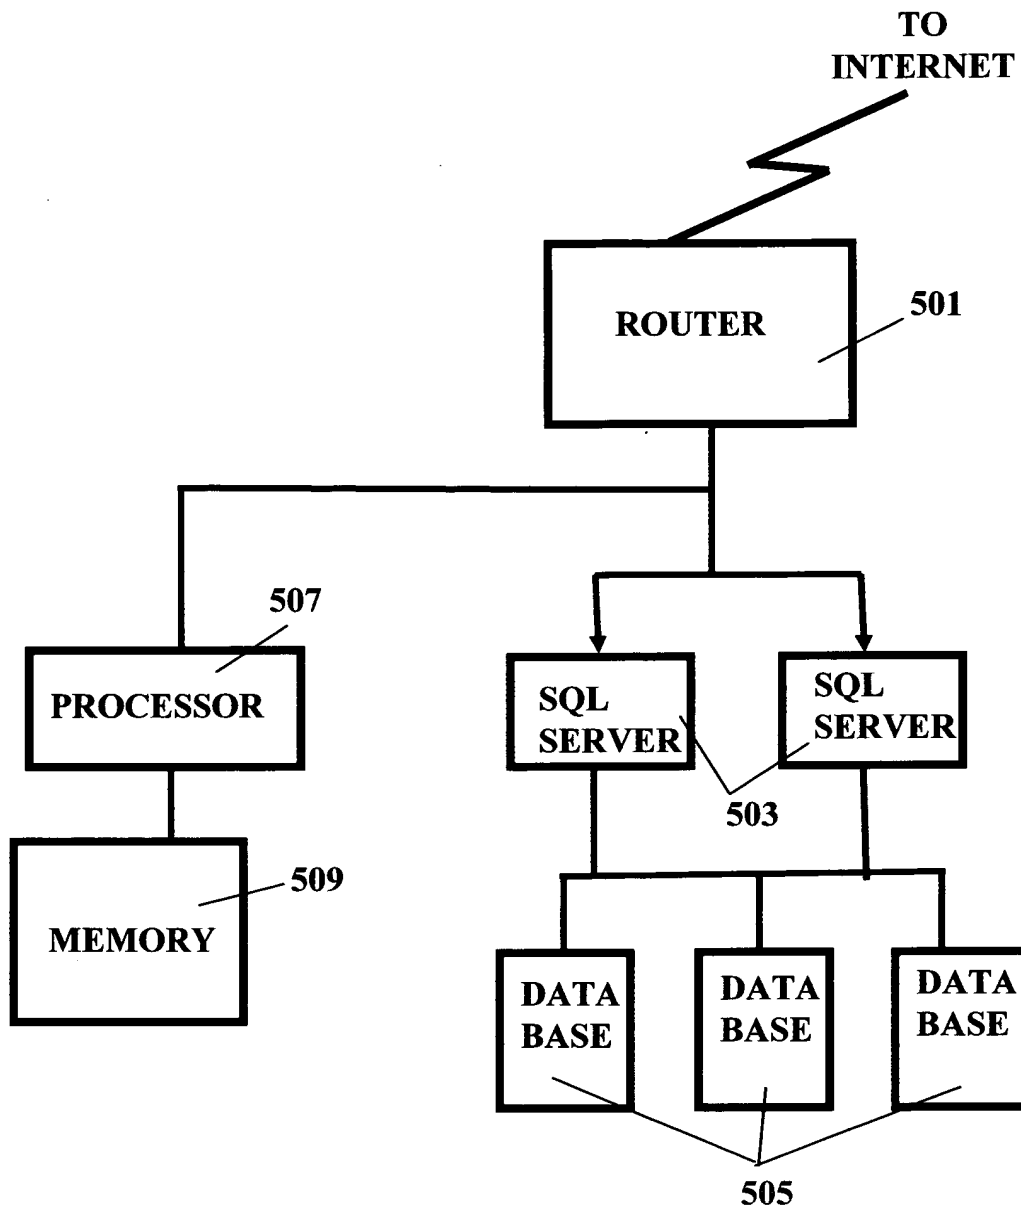 TO
INTERNET
ROUTER
501
507
PROCESSOR
SQL
SERVER
SQL
SERVER
503
509
MEMORY
DATA
BASE
DATA
BASE
DATA
BASE
505